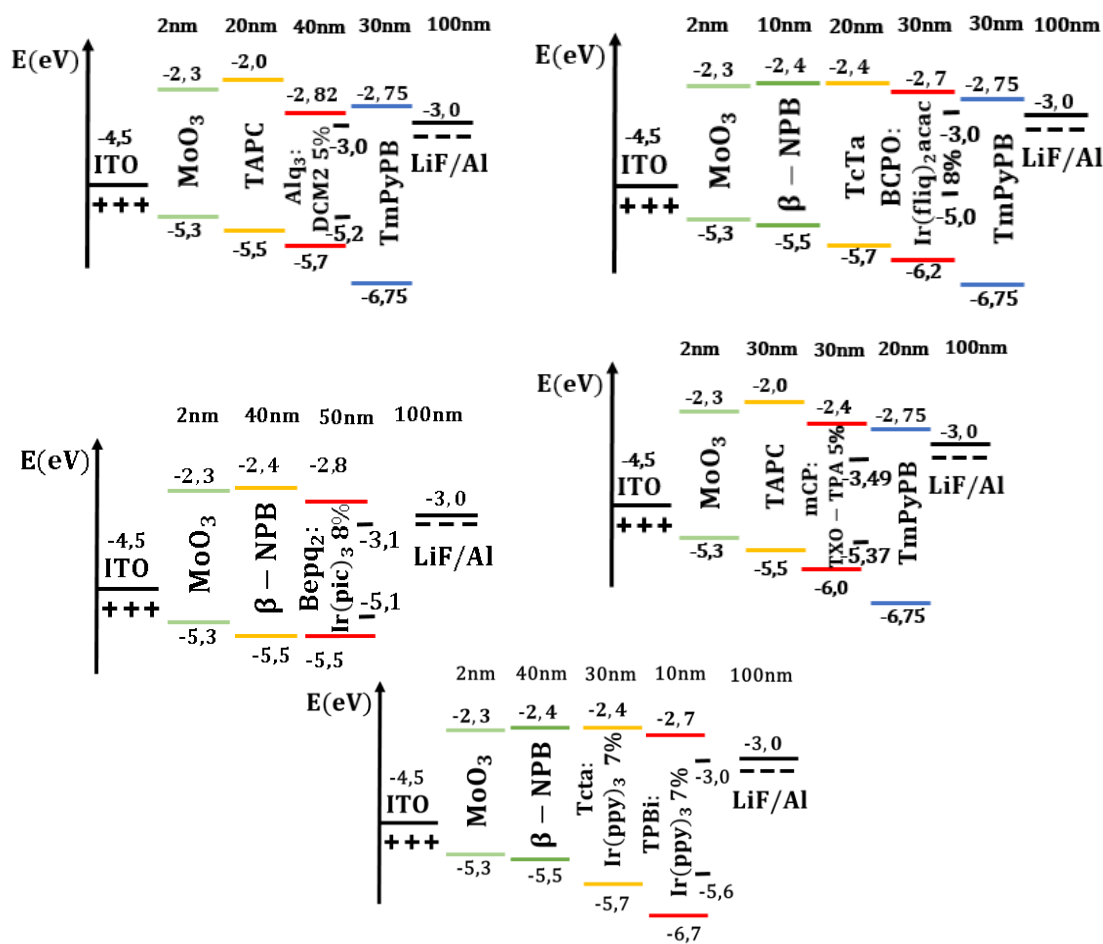 2nm 20nm 40nm 30nm 100nm
E(eV)
-2,3 -2,0 -2,82 -2,75 -3,0
-4,5
ITO
+++
MoO₃
TAPC
Alq₃:
DCM2 5%
-3,0
-5,2
TmPyPB
LiF/Al
-5,3 -5,5 -5,7 -6,75
2nm 10nm 20nm 30nm 30nm 100nm
E(eV)
-2,3 -2,4 -2,4 -2,7 -2,75 -3,0
-4,5
ITO
+++
MoO₃
β – NPB
TcTa
BCPO:
Ir(fliq)₂acac
8%
-3,0
-5,0
TmPyPB
LiF/Al
-5,3 -5,5 -5,7 -6,2 -6,75
2nm 40nm 50nm 100nm
E(eV)
-2,3 -2,4 -2,8 -3,0
-4,5
ITO
+++
MoO₃
β – NPB
Bepq₂:
Ir(pic)₃ 8%
-3,1
-5,1
LiF/Al
-5,3 -5,5 -5,5
2nm 30nm 30nm 20nm 100nm
E(eV)
-2,3 -2,0 -2,4 -2,75 -3,0
-4,5
ITO
+++
MoO₃
TAPC
mCP:
TXO – TPA 5%
-3,49
-5,37
TmPyPB
LiF/Al
-5,3 -5,5 -6,0 -6,75
2nm 40nm 30nm 10nm 100nm
E(eV)
-2,3 -2,4 -2,4 -2,7 -3,0
-4,5
ITO
+++
MoO₃
β – NPB
Tcta:
Ir(ppy)₃ 7%
TPBi:
Ir(ppy)₃ 7%
-3,0
-5,6
LiF/Al
-5,3 -5,5 -5,7 -6,7